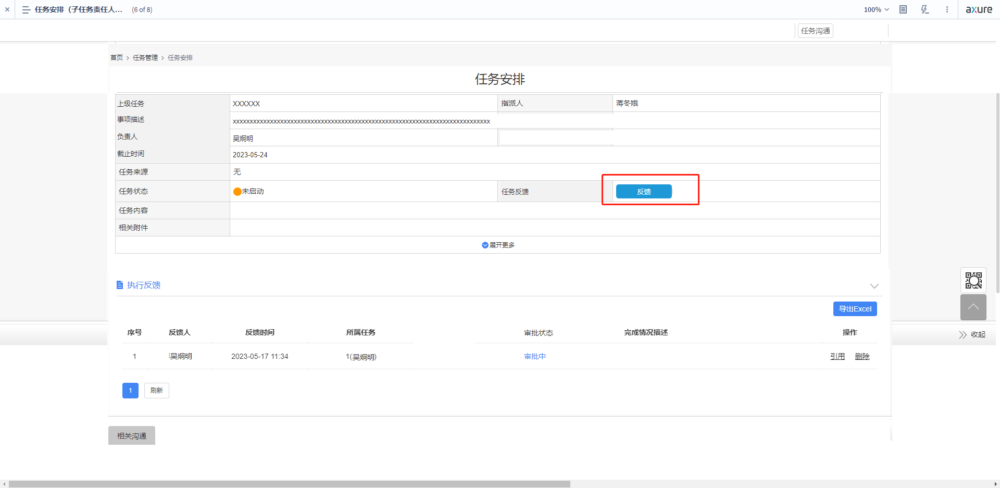 任务安排（子任务责任人... (6 of 8) 100% axure
任务沟通
首页 > 任务管理 > 任务安排
任务安排
上级任务 XXXXXX 指派人 蒋冬娥
事项描述 xxxxxxxxxxxxxxxxxxxxxxxxxxxxxxxxxxxxxxxxxxxxxxxxxxxxxxxxxxxxxxxxxxxxxxxxxxxx
负责人 吴炯明
截止时间 2023-05-24
任务来源 无
任务状态 未启动 任务反馈 反馈
任务内容
相关附件
展开更多
执行反馈
导出Excel
序号 反馈人 反馈时间 所属任务 审批状态 完成情况描述 操作
收起
1 吴炯明 2023-05-17 11:34 1(吴炯明) 审批中 引用 删除
1 刷新
相关沟通